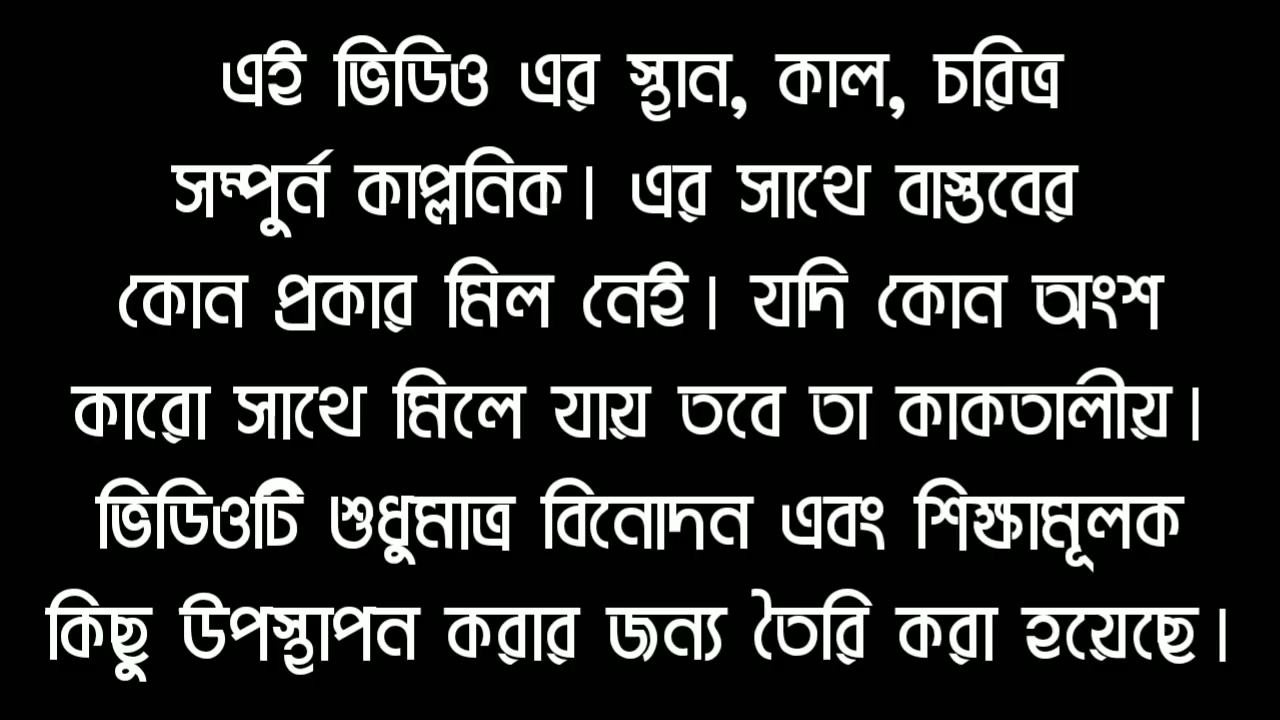 এই ভিডিও এর স্থান, কাল, চরিত্র
সম্পুর্ন কাপ্লনিক। এর সাথে বাস্তবের
কোন প্রকার মিল নেই। যদি কোন অংশ
কারো সাথে মিলে যায় তবে তা কাকতালীয়।
ভিডিওটি শুধুমাত্র বিনোদন এবং শিক্ষামূলক
কিছু উপস্থাপন করার জন্য তৈরি করা হয়েছে।